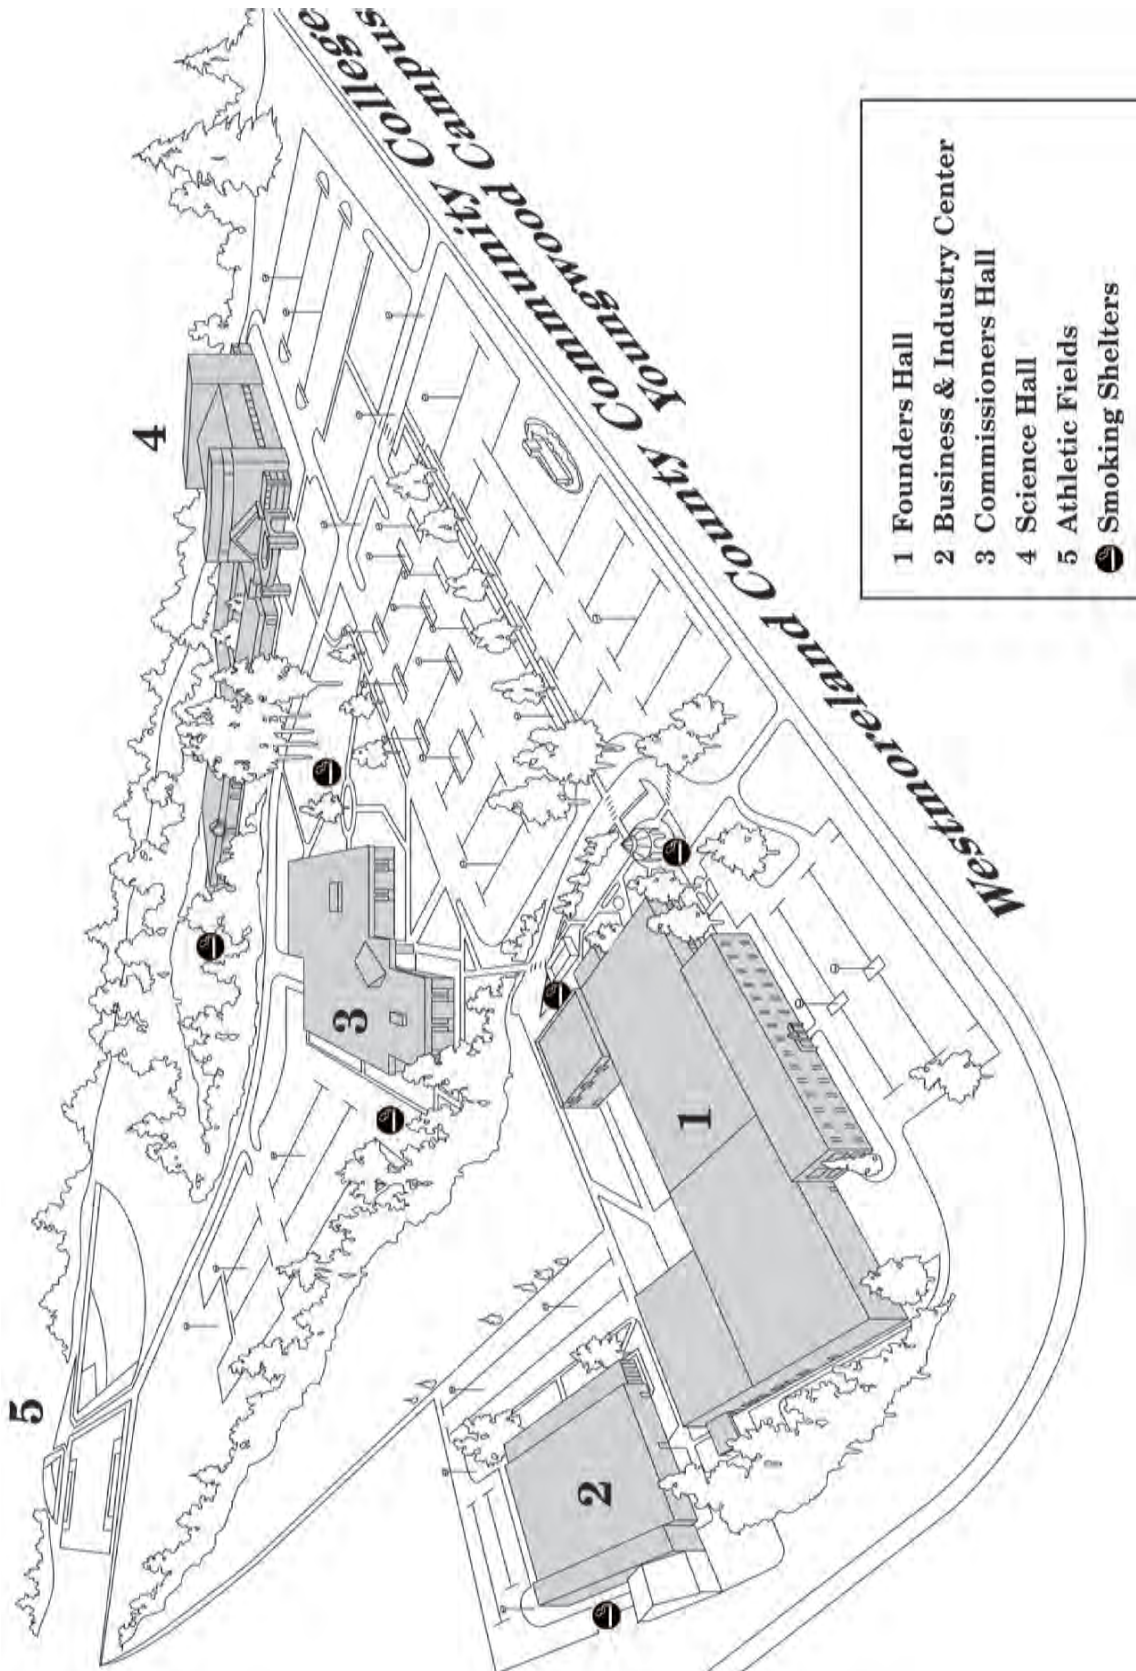 Westmoreland County Community College
Youngwood Campus
5
4
3
2
1
1 Founders Hall
2 Business & Industry Center
3 Commissioners Hall
4 Science Hall
5 Athletic Fields
Smoking Shelters